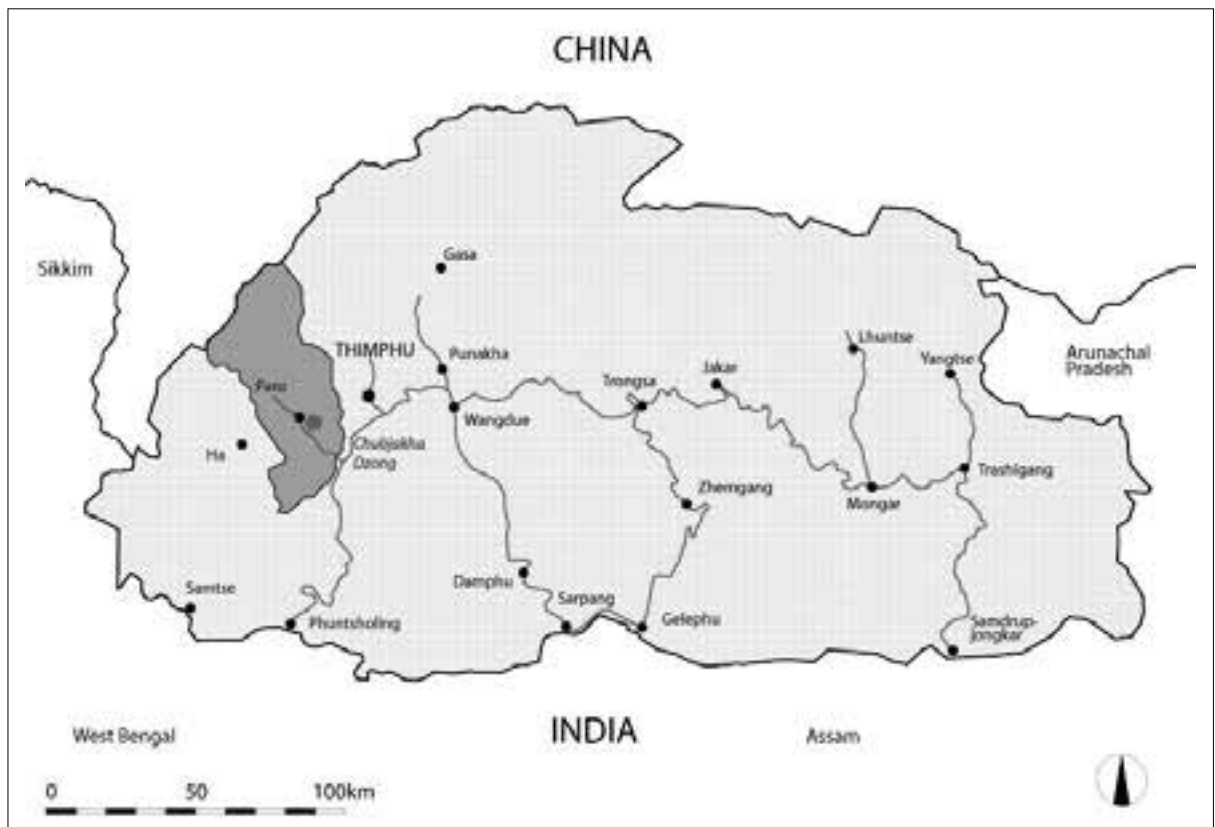 CHINA
Sikkim
Gasa
THIMPHU
Punakha
Lhuntse
Yangtse
Arunachal
Pradesh
Jakar
Trongsa
Paro
Wangdue
Chubjakha
Dzong
Ha
Trashigang
Zhemgang
Mongar
Damphu
Samtse
Sarpang
Phuntsholing
Gelephu
Samdrup-
Jongkar
INDIA
West Bengal
Assam
0 50 100km